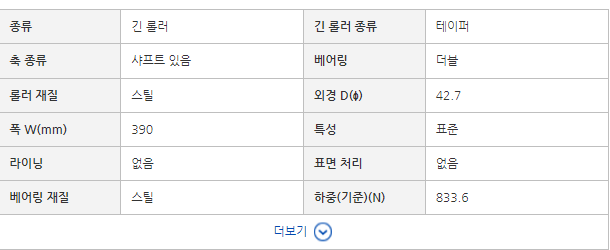 종류 긴 롤러 긴 롤러 종류 테이퍼
축 종류 샤프트 있음 베어링 더블
롤러 재질 스틸 외경 D(ϕ) 42.7
폭 W(mm) 390 특성 표준
라이닝 없음 표면 처리 없음
베어링 재질 스틸 하중(기준)(N) 833.6
더보기